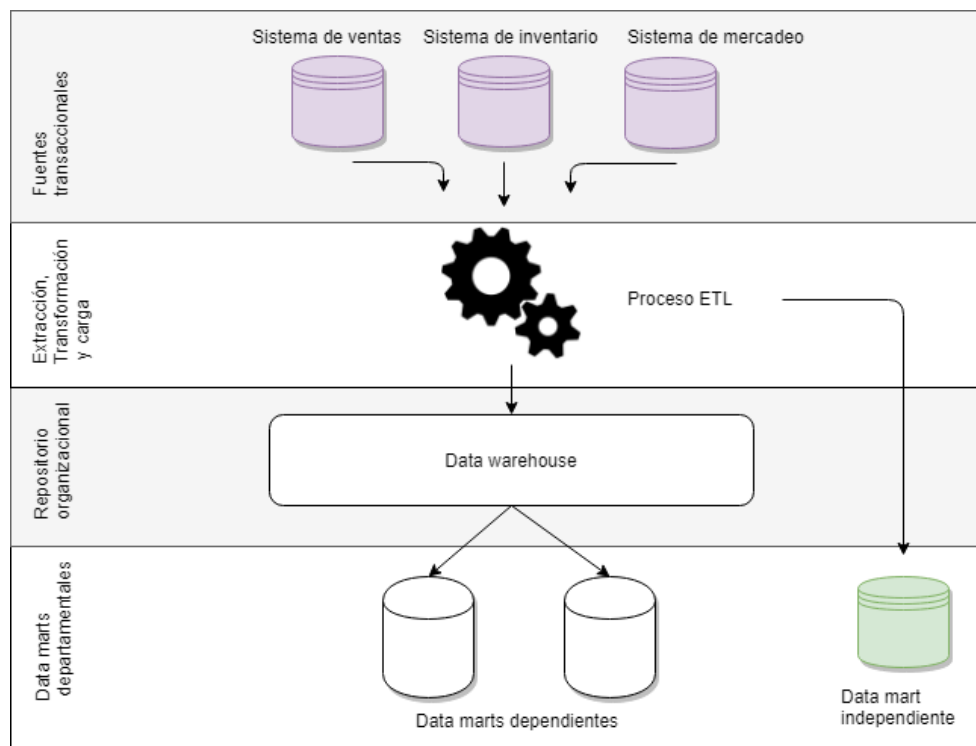 Fuentes
transaccionales
Sistema de ventas
Sistema de inventario
Sistema de mercadeo
Extracción,
Transformación
y carga
Proceso ETL
Repositorio
organizacional
Data warehouse
Data marts
departamentales
Data marts dependientes
Data mart
independiente